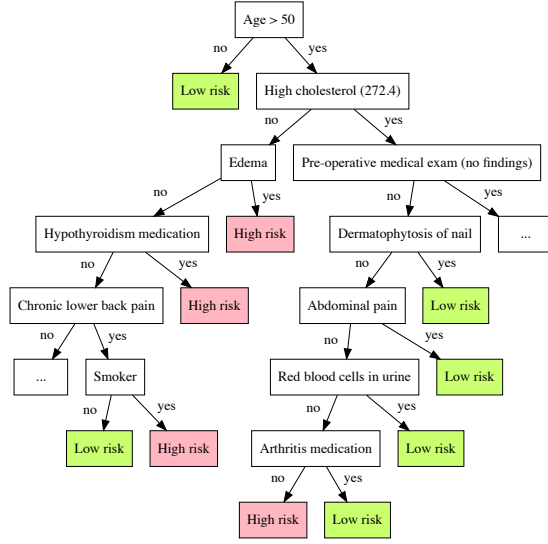 Age > 50
no
yes
Low risk
High cholesterol (272.4)
no
yes
Edema
Pre-operative medical exam (no findings)
no
yes
no
yes
Hypothyroidism medication
High risk
Dermatophytosis of nail
...
no
yes
no
yes
Chronic lower back pain
High risk
Abdominal pain
Low risk
no
yes
no
yes
...
Smoker
Red blood cells in urine
Low risk
no
yes
no
yes
Low risk
High risk
Arthritis medication
Low risk
no
yes
High risk
Low risk